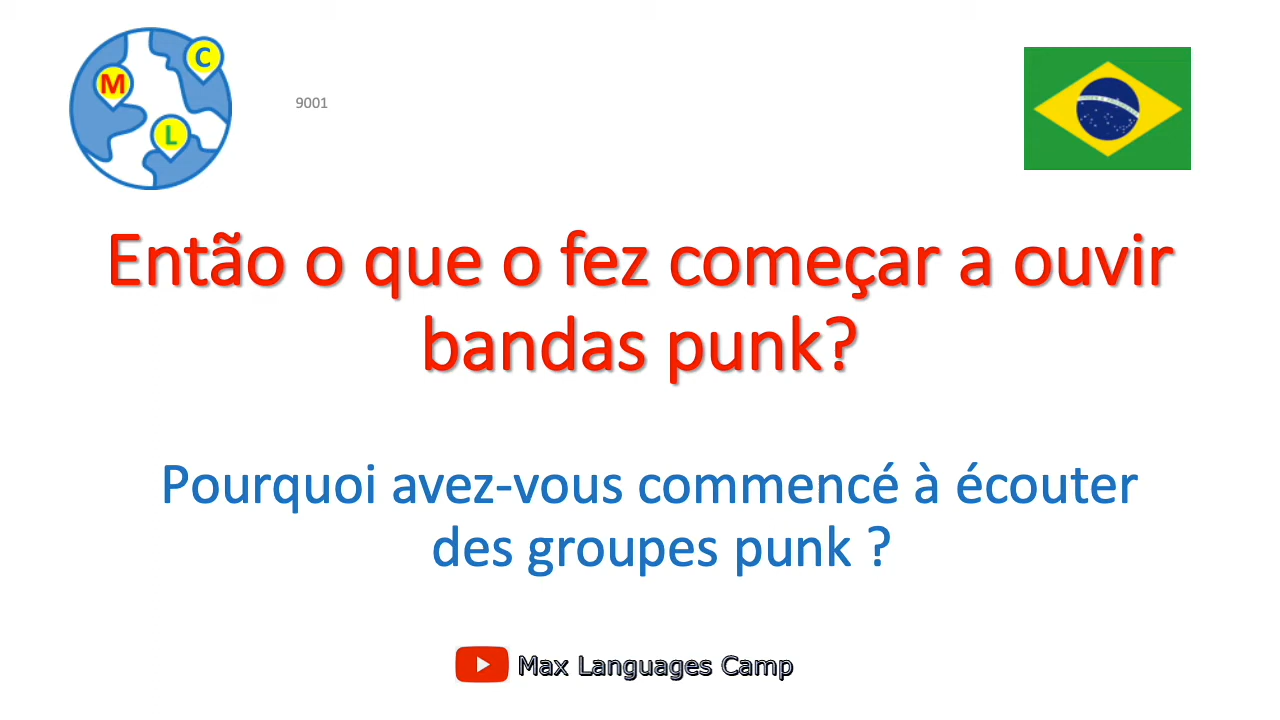 C
M
L
9001
Então o que o fez começar a ouvir
bandas punk?
Pourquoi avez-vous commencé à écouter
des groupes punk ?
Max Languages Camp